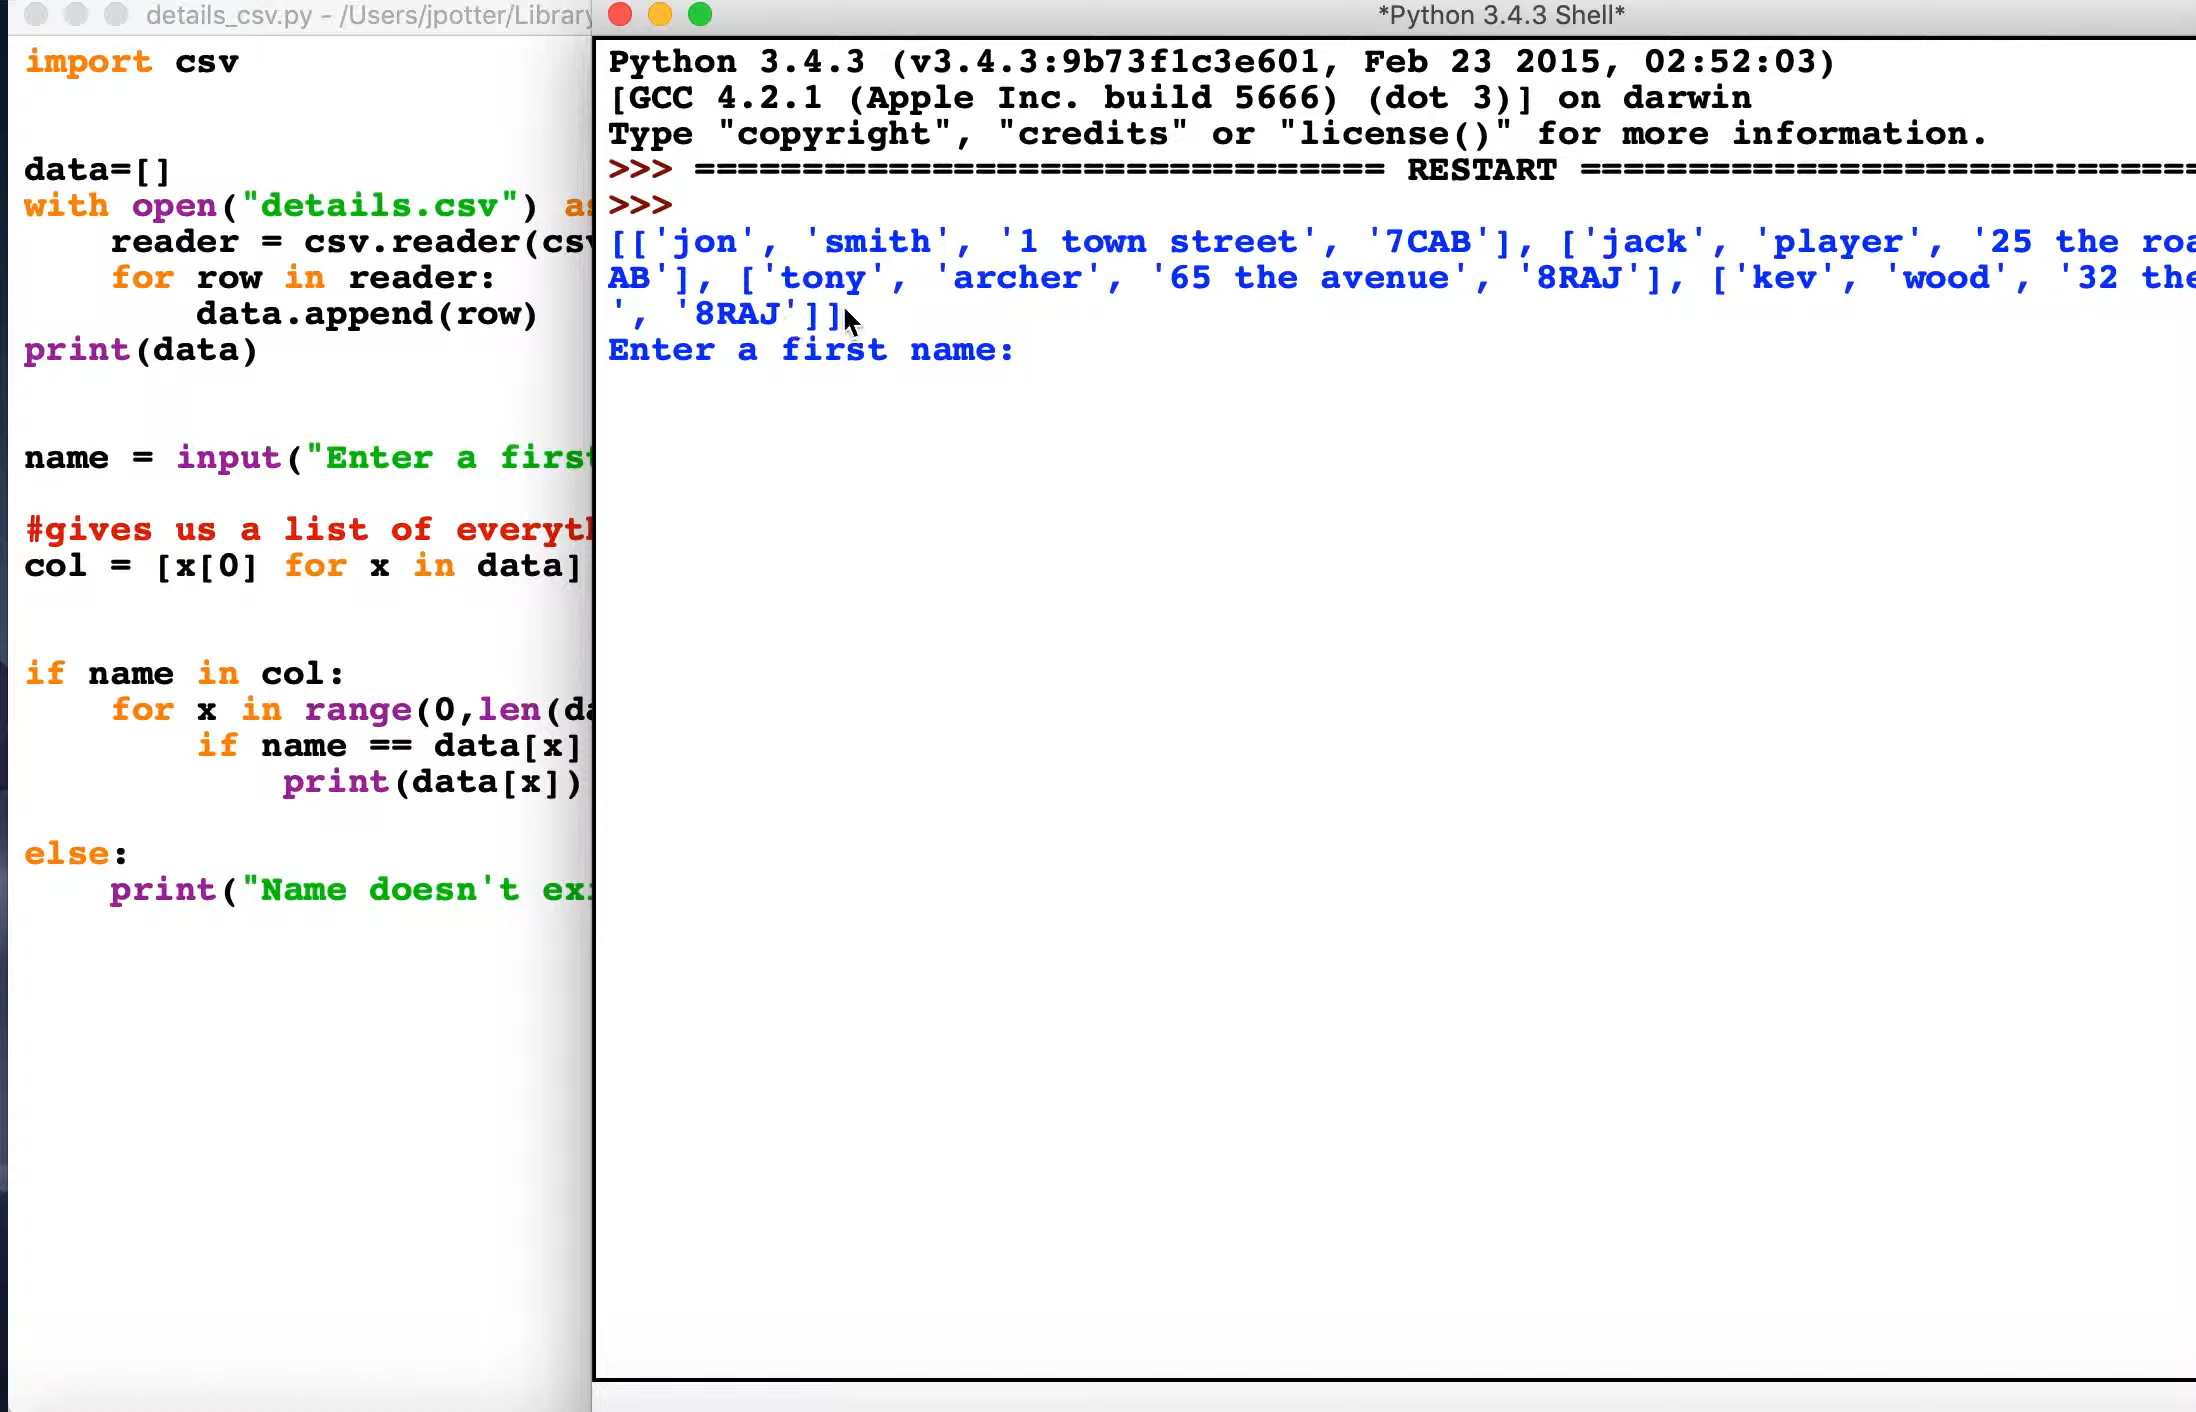 details_csv.py - /Users/jpotter/Library
import csv
data=[]
with open("details.csv")
reader = csv.reader(
for row in reader:
data.append(row)
print(data)
name = input("Enter a first
#gives us a list of
col = [x[0] for x in data]
if name in col:
for x in range(0,len(
if name == data[x]
print(data[x])
else:
print("Name doesn't
*Python 3.4.3 Shell*
Python 3.4.3 (v3.4.3:9b73f1c3e601, Feb 23 2015, 02:52:03)
[GCC 4.2.1 (Apple Inc. build 5666) (dot 3)] on darwin
Type "copyright", "credits" or "license()" for more information.
>>> ================================ RESTART =============================
>>>
[['jon', 'smith', '1 town street', '7CAB'], ['jack', 'player', '25 the
AB'], ['tony', 'archer', '65 the avenue', '8RAJ'], ['kev', 'wood', '32 the
', '8RAJ']]
Enter a first name: